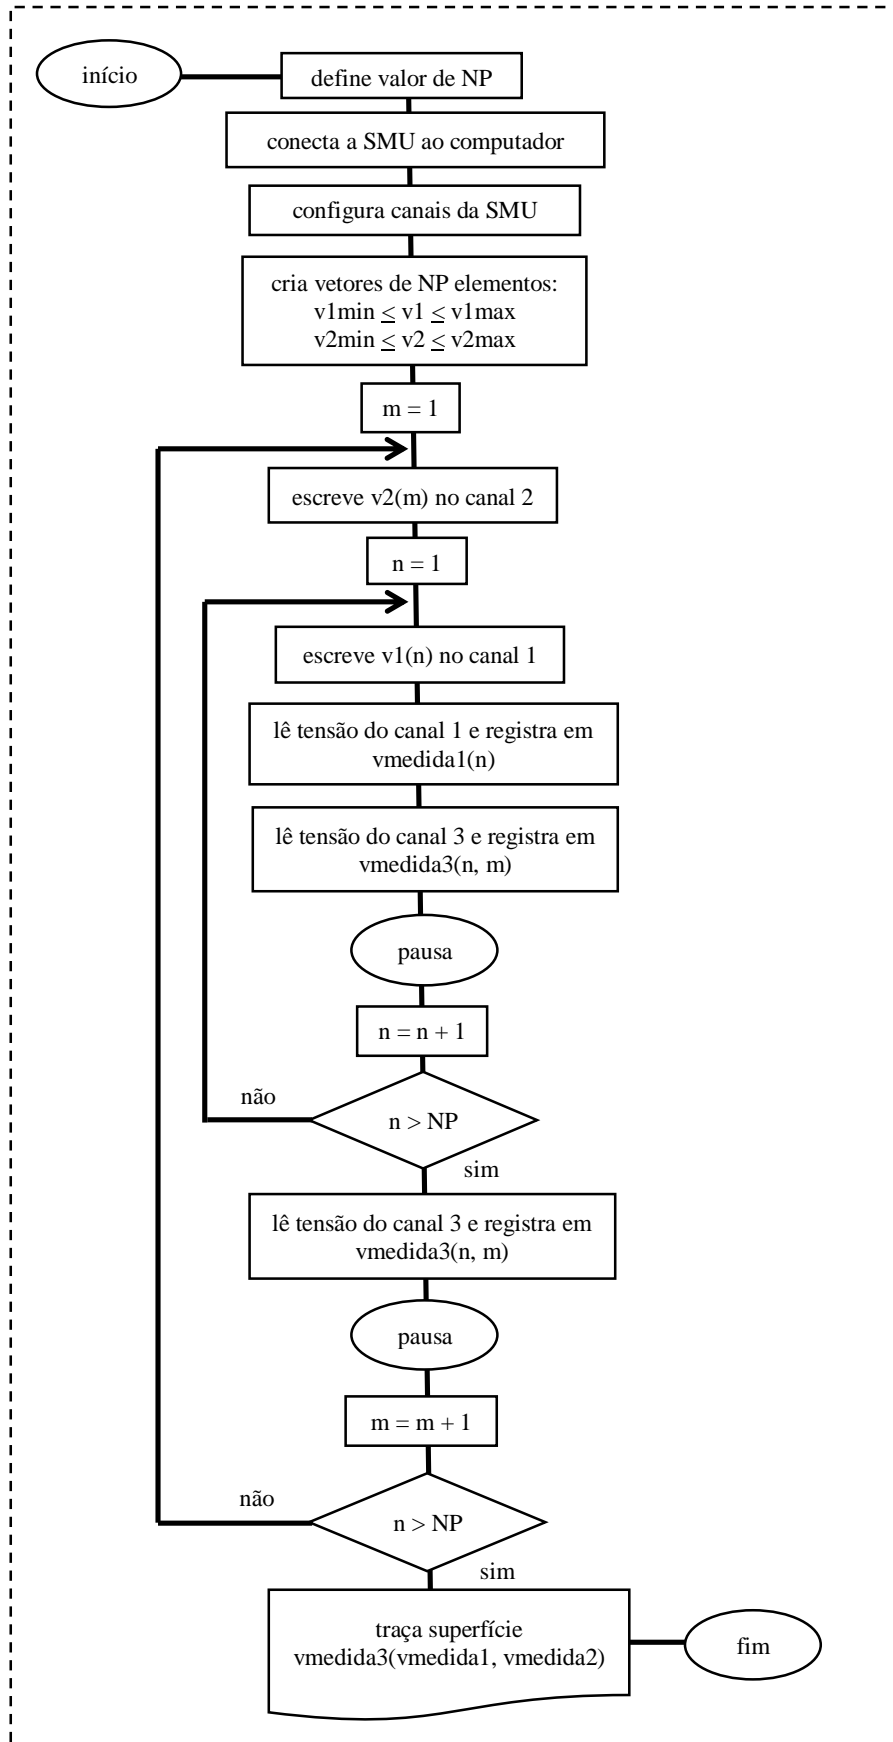 início
define valor de NP
conecta a SMU ao computador
configura canais da SMU
cria vetores de NP elementos:
v1min ≤ v1 ≤ v1max
v2min ≤ v2 ≤ v2max
m = 1
escreve v2(m) no canal 2
n = 1
escreve v1(n) no canal 1
lê tensão do canal 1 e registra em
vmedida1(n)
lê tensão do canal 3 e registra em
vmedida3(n, m)
pausa
n = n + 1
não
n > NP
sim
lê tensão do canal 3 e registra em
vmedida3(n, m)
pausa
m = m + 1
não
n > NP
sim
traça superfície
vmedida3(vmedida1, vmedida2)
fim